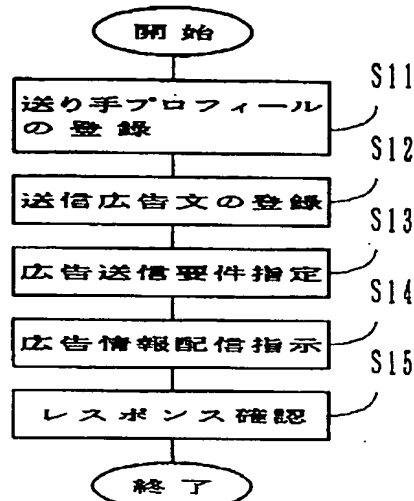 開始
S11
送り手プロフィール
の登録
S12
送信広告文の登録
S13
広告送信要件指定
S14
広告情報配信指示
S15
レスポンス確認
終了